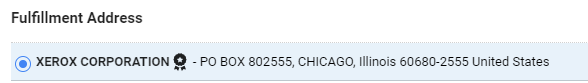 Fulfillment Address
XEROX CORPORATION - PO BOX 802555, CHICAGO, Illinois 60680-2555 United States